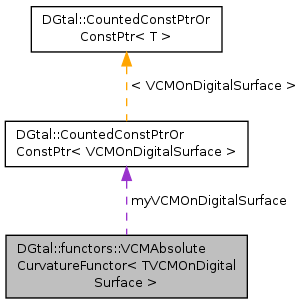 DGtal::CountedConstPtrOr
ConstPtr< T >
< VCMOnDigitalSurface >
DGtal::CountedConstPtrOr
ConstPtr< VCMOnDigitalSurface >
myVCMOnDigitalSurface
DGtal::functors::VCMAbsolute
CurvatureFunctor< TVCMOnDigital
Surface >